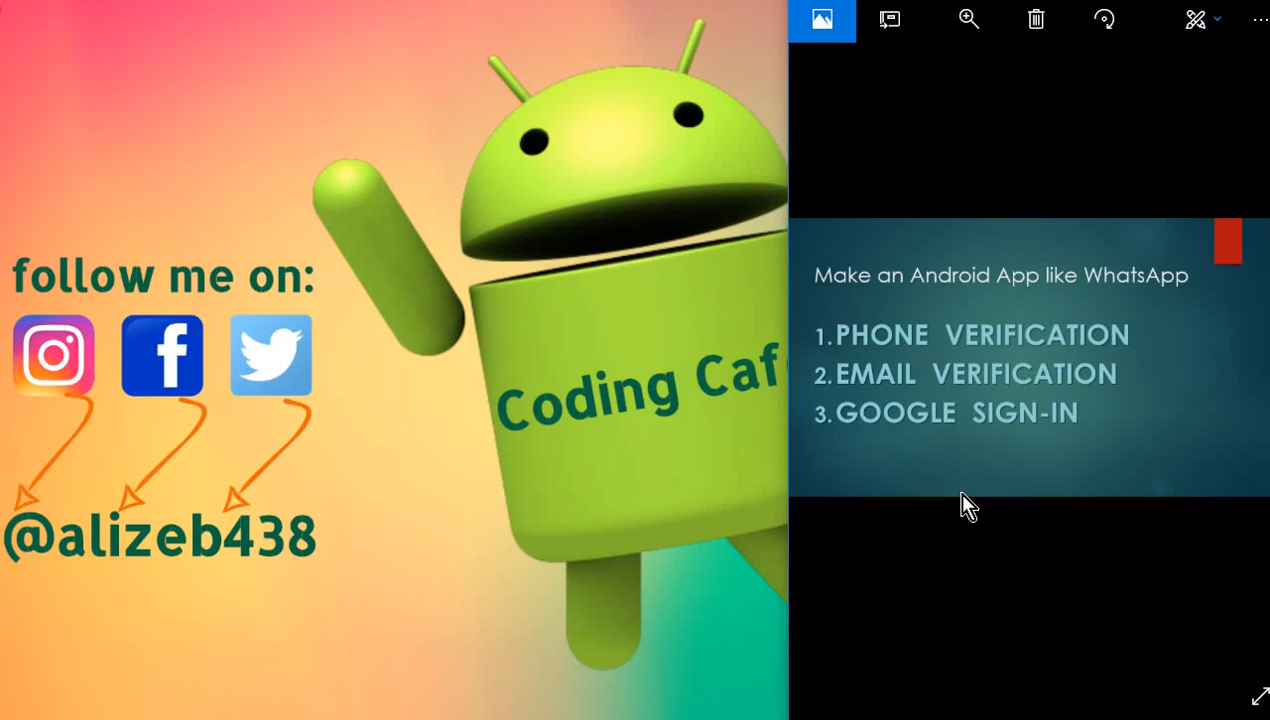 follow me on:
@alizeb438
Coding
Make an Android App like WhatsApp
1.PHONE VERIFICATION
2.EMAIL VERIFICATION
3.GOOGLE SIGN-IN